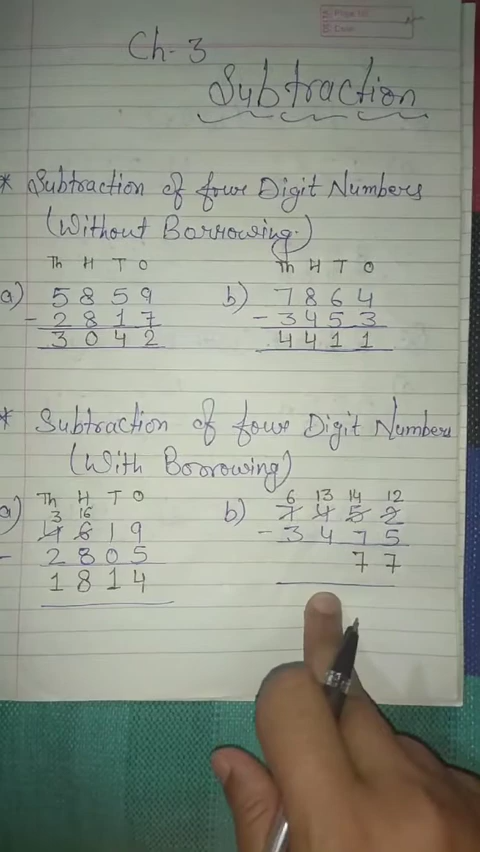 Page No
Date
Ch-3
Subtraction
* Subtraction of four Digit Numbers
(Without Borrowing.)
Th H T O
a) 5 8 5 9
- 2 8 1 7
3 0 4 2
Th H T O
b) 7 8 6 4
- 3 4 5 3
4 4 1 1
* Subtraction of four Digit Numbers
(With Borrowing)
Th H T O
3 16
a) 4 6 1 9
- 2 8 0 5
1 8 1 4
6 13 14 12
b) 7 4 5 2
- 3 4 7 5
7 7